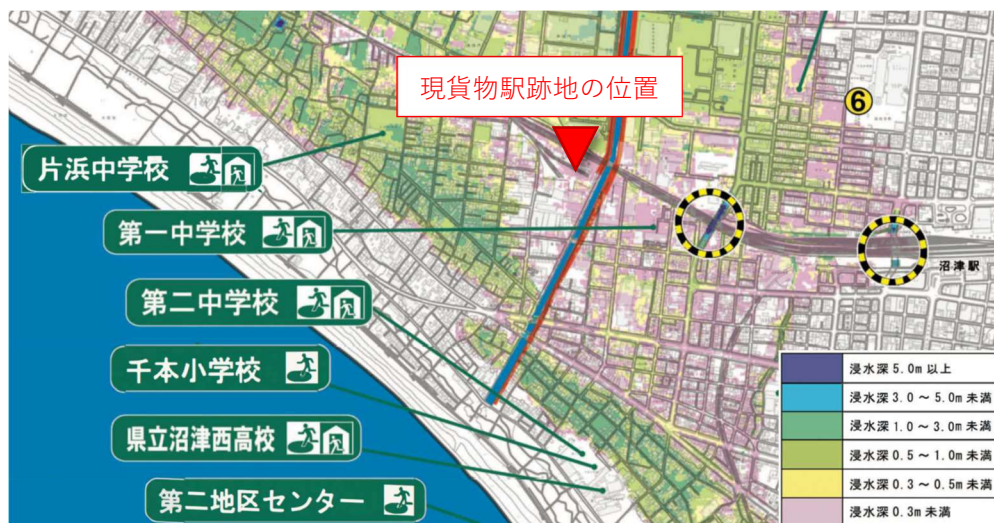 現貨物駅跡地の位置
6
片浜中学校
第一中学校
沼津駅
第二中学校
千本小学校
県立沼津西高校
第二地区センター
浸水深 5.0m 以上
浸水深 3.0 ～ 5.0m 未満
浸水深 1.0 ～ 3.0m 未満
浸水深 0.5 ～ 1.0m 未満
浸水深 0.3 ～ 0.5m 未満
浸水深 0.3m 未満